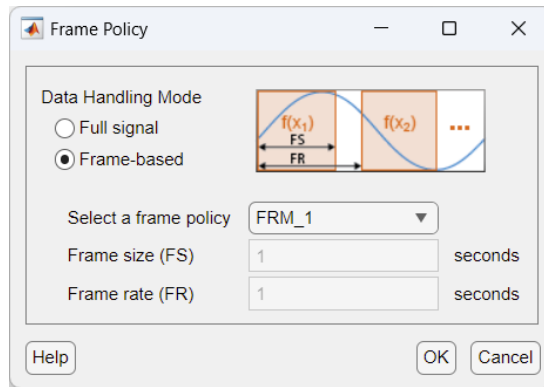 Frame Policy
Data Handling Mode
Full signal
Frame-based
f(x₁)
f(x₂)
...
FS
FR
Select a frame policy FRM_1
Frame size (FS) 1 seconds
Frame rate (FR) 1 seconds
Help OK Cancel